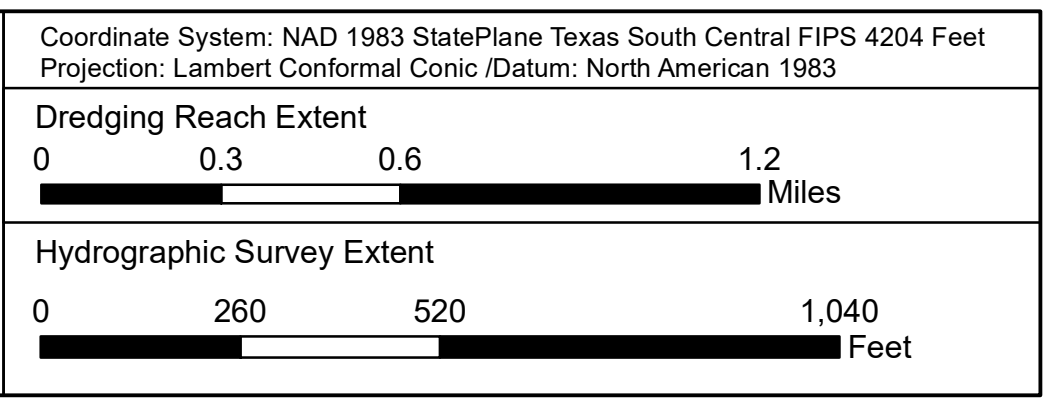 Coordinate System: NAD 1983 StatePlane Texas South Central FIPS 4204 Feet
Projection: Lambert Conformal Conic /Datum: North American 1983
Dredging Reach Extent
0 0.3 0.6 1.2
Miles
Hydrographic Survey Extent
0 260 520 1,040
Feet